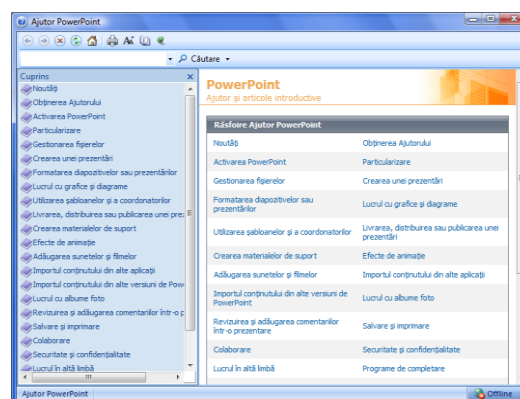 Ajutor PowerPoint
Căutare
Cuprins
Noutăți
Obținerea Ajutorului
Activarea PowerPoint
Particularizare
Gestionarea fișierelor
Crearea unei prezentări
Formatarea diapozitivelor sau prezentărilor
Lucrul cu grafice și diagrame
Utilizarea șabloanelor și a coordonatorilor
Livrarea, distribuirea sau publicarea unei prez
Crearea materialelor de suport
Efecte de animație
Adăugarea sunetelor și filmelor
Importul conținutului din alte aplicații
Importul conținutului din alte versiuni de Pow
Lucrul cu albume foto
Revizuirea și adăugarea comentariilor într-o p
Salvare și imprimare
Colaborare
Securitate și confidențialitate
Lucrul în altă limbă
PowerPoint
Ajutor și articole introductive
Răsfoire Ajutor PowerPoint
Noutăți Obținerea Ajutorului
Activarea PowerPoint Particularizare
Gestionarea fișierelor Crearea unei prezentări
Formatarea diapozitivelor sau
prezentărilor Lucrul cu grafice și diagrame
Utilizarea șabloanelor și a coordonatorilor Livrarea, distribuirea sau publicarea unei
prezentări
Crearea materialelor de suport Efecte de animație
Adăugarea sunetelor și filmelor Importul conținutului din alte aplicații
Importul conținutului din alte versiuni de
PowerPoint Lucrul cu albume foto
Revizuirea și adăugarea comentariilor
într-o prezentare Salvare și imprimare
Colaborare Securitate și confidențialitate
Lucrul în altă limbă Programe de completare
Ajutor PowerPoint Offline